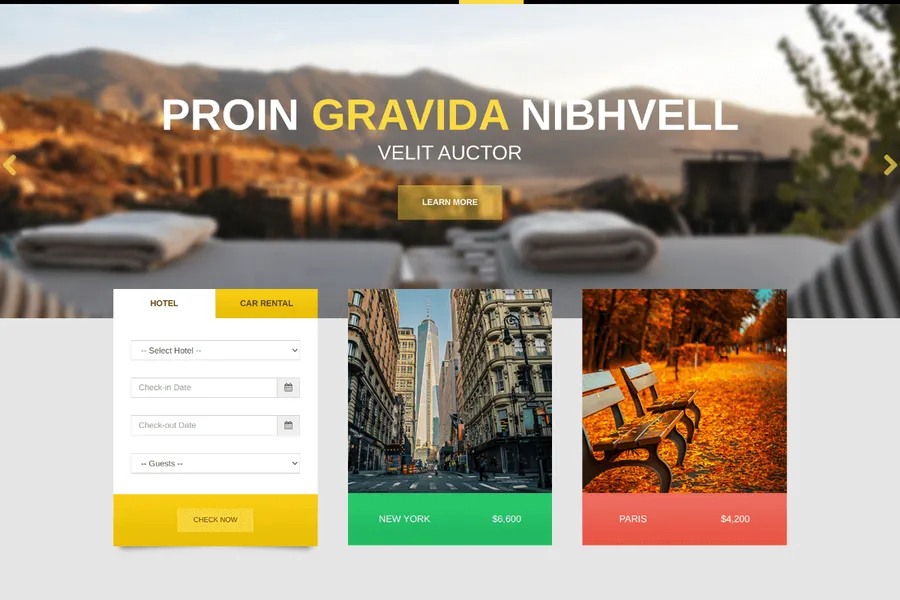 PROIN GRAVIDA NIBHVELL
VELIT AUCTOR
LEARN MORE
HOTEL
CAR RENTAL
-- Select Hotel --
Check-in Date
Check-out Date
-- Guests --
CHECK NOW
NEW YORK
$6,600
PARIS
$4,200